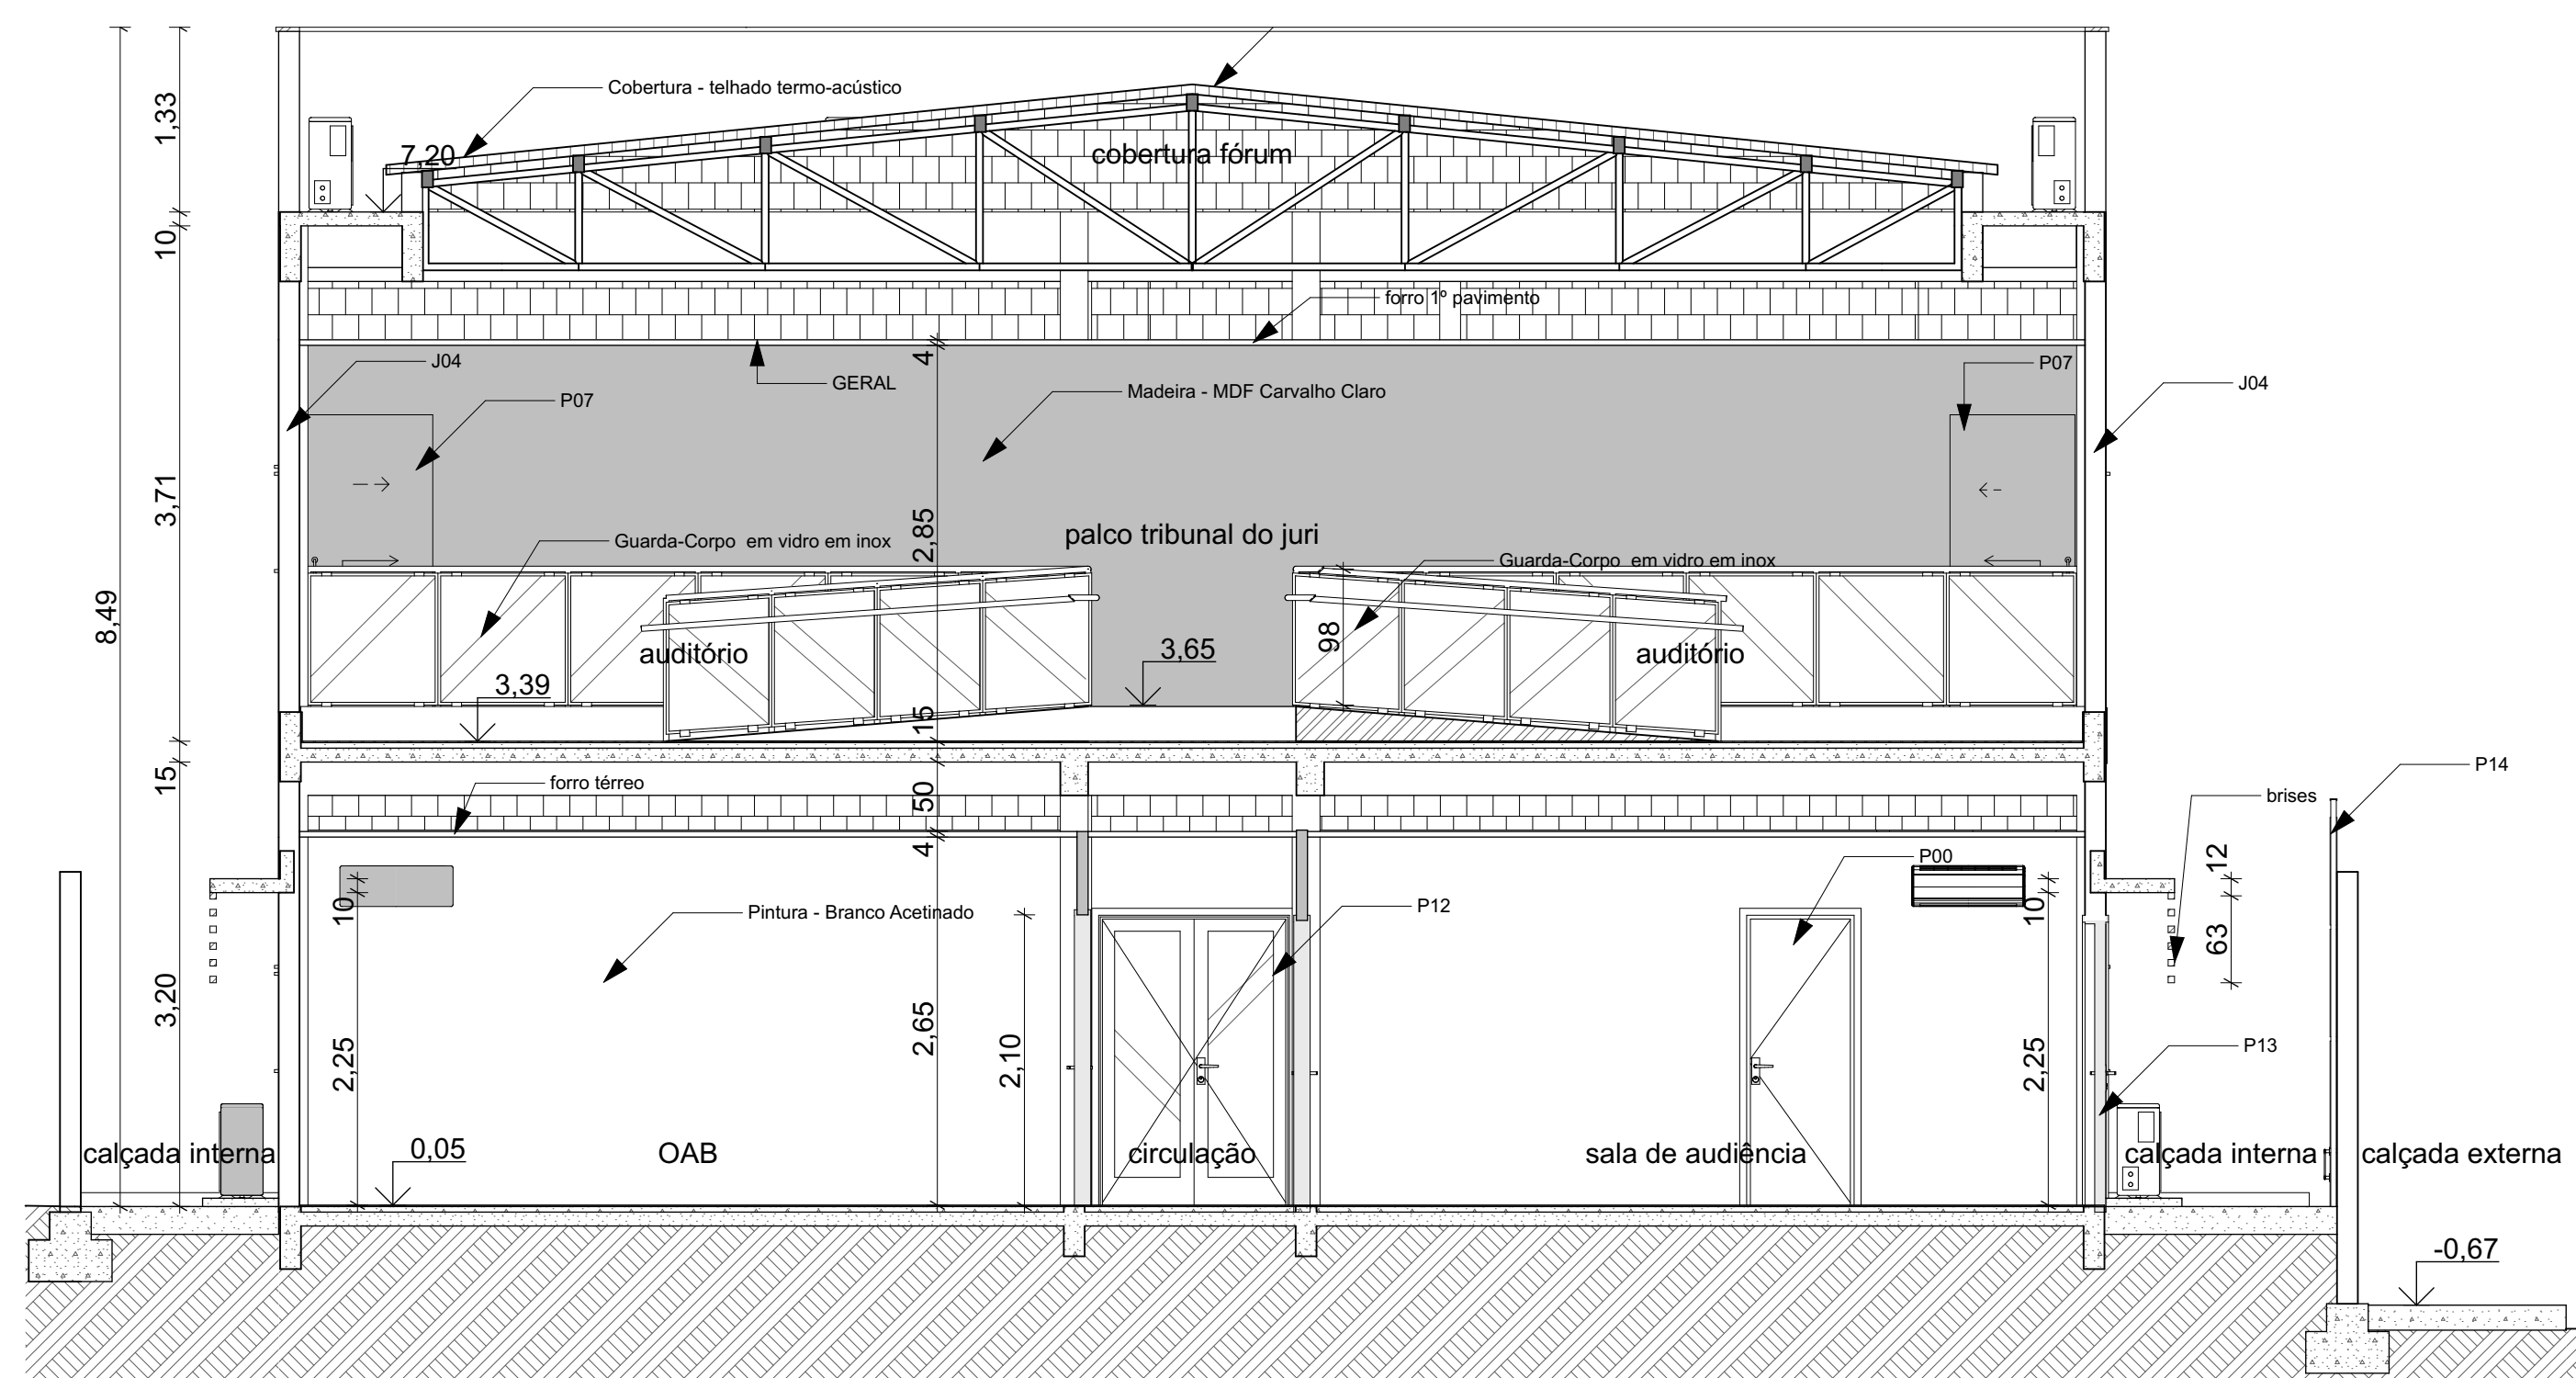 Cobertura - telhado termo-acústico
1,33
7,20
cobertura fórum
10
forro 1º pavimento
4
J04
P07
GERAL
Madeira - MDF Carvalho Claro
P07
J04
3,71
2,85
palco tribunal do juri
Guarda-Corpo em vidro em inox
Guarda-Corpo em vidro em inox
8,49
98
auditório
3,65
auditório
3,39
15
15
forro térreo
50
P14
brises
4
P00
12
10
Pintura - Branco Acetinado
P12
10
63
3,20
2,25
2,65
2,10
2,25
P13
calçada interna
0,05
OAB
circulação
sala de audiência
calçada interna
calçada externa
-0,67